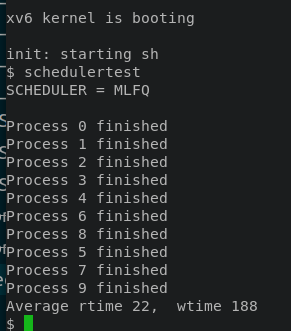 xv6 kernel is booting
init: starting sh
$ schedulertest
SCHEDULER = MLFQ
Process 0 finished
Process 1 finished
Process 2 finished
Process 3 finished
Process 4 finished
Process 6 finished
Process 8 finished
Process 5 finished
Process 7 finished
Process 9 finished
Average rtime 22,  wtime 188
$